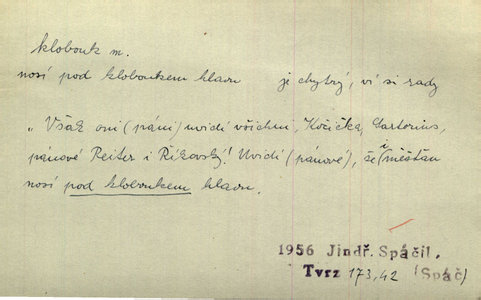 klobouk m.
nosí pod kloboukem hlavu je chytrý, ví si rady
„Však oni (páni) uvidí všichni, Kočička, Sartorius,
pánové Reiter i Říkovský! Uvidí (pánové), že i měšťan
nosí pod kloboukem hlavu.
1956 Jindř. Spáčil.
Tvrz 173,42 (Spáč)